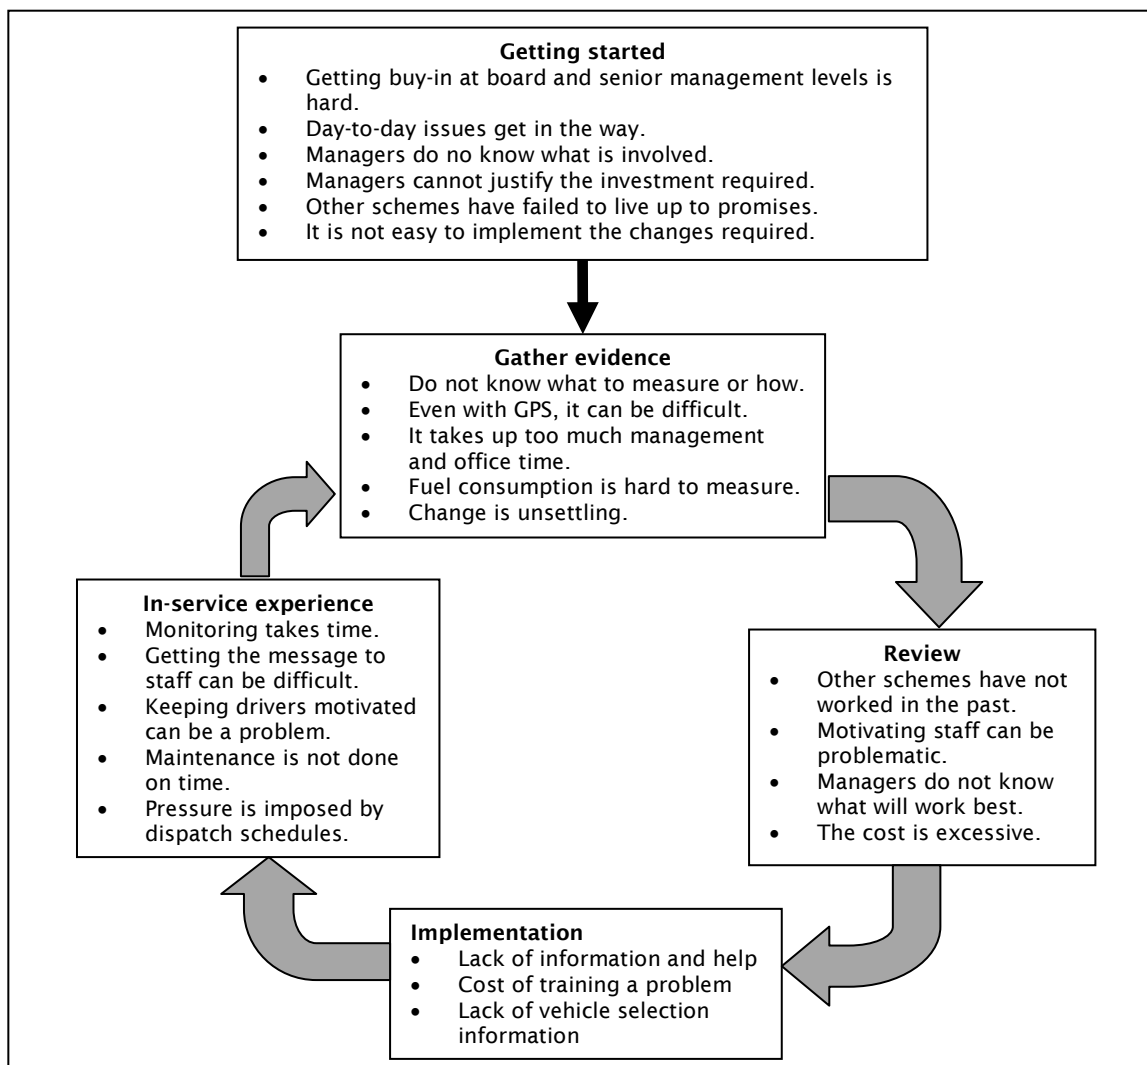 Getting started
• Getting buy-in at board and senior management levels is
hard.
• Day-to-day issues get in the way.
• Managers do no know what is involved.
• Managers cannot justify the investment required.
• Other schemes have failed to live up to promises.
• It is not easy to implement the changes required.
Gather evidence
• Do not know what to measure or how.
• Even with GPS, it can be difficult.
• It takes up too much management
and office time.
• Fuel consumption is hard to measure.
• Change is unsettling.
In-service experience
• Monitoring takes time.
• Getting the message to
staff can be difficult.
• Keeping drivers motivated
can be a problem.
• Maintenance is not done
on time.
• Pressure is imposed by
dispatch schedules.
Review
• Other schemes have not
worked in the past.
• Motivating staff can be
problematic.
• Managers do not know
what will work best.
• The cost is excessive.
Implementation
• Lack of information and help
• Cost of training a problem
• Lack of vehicle selection
information